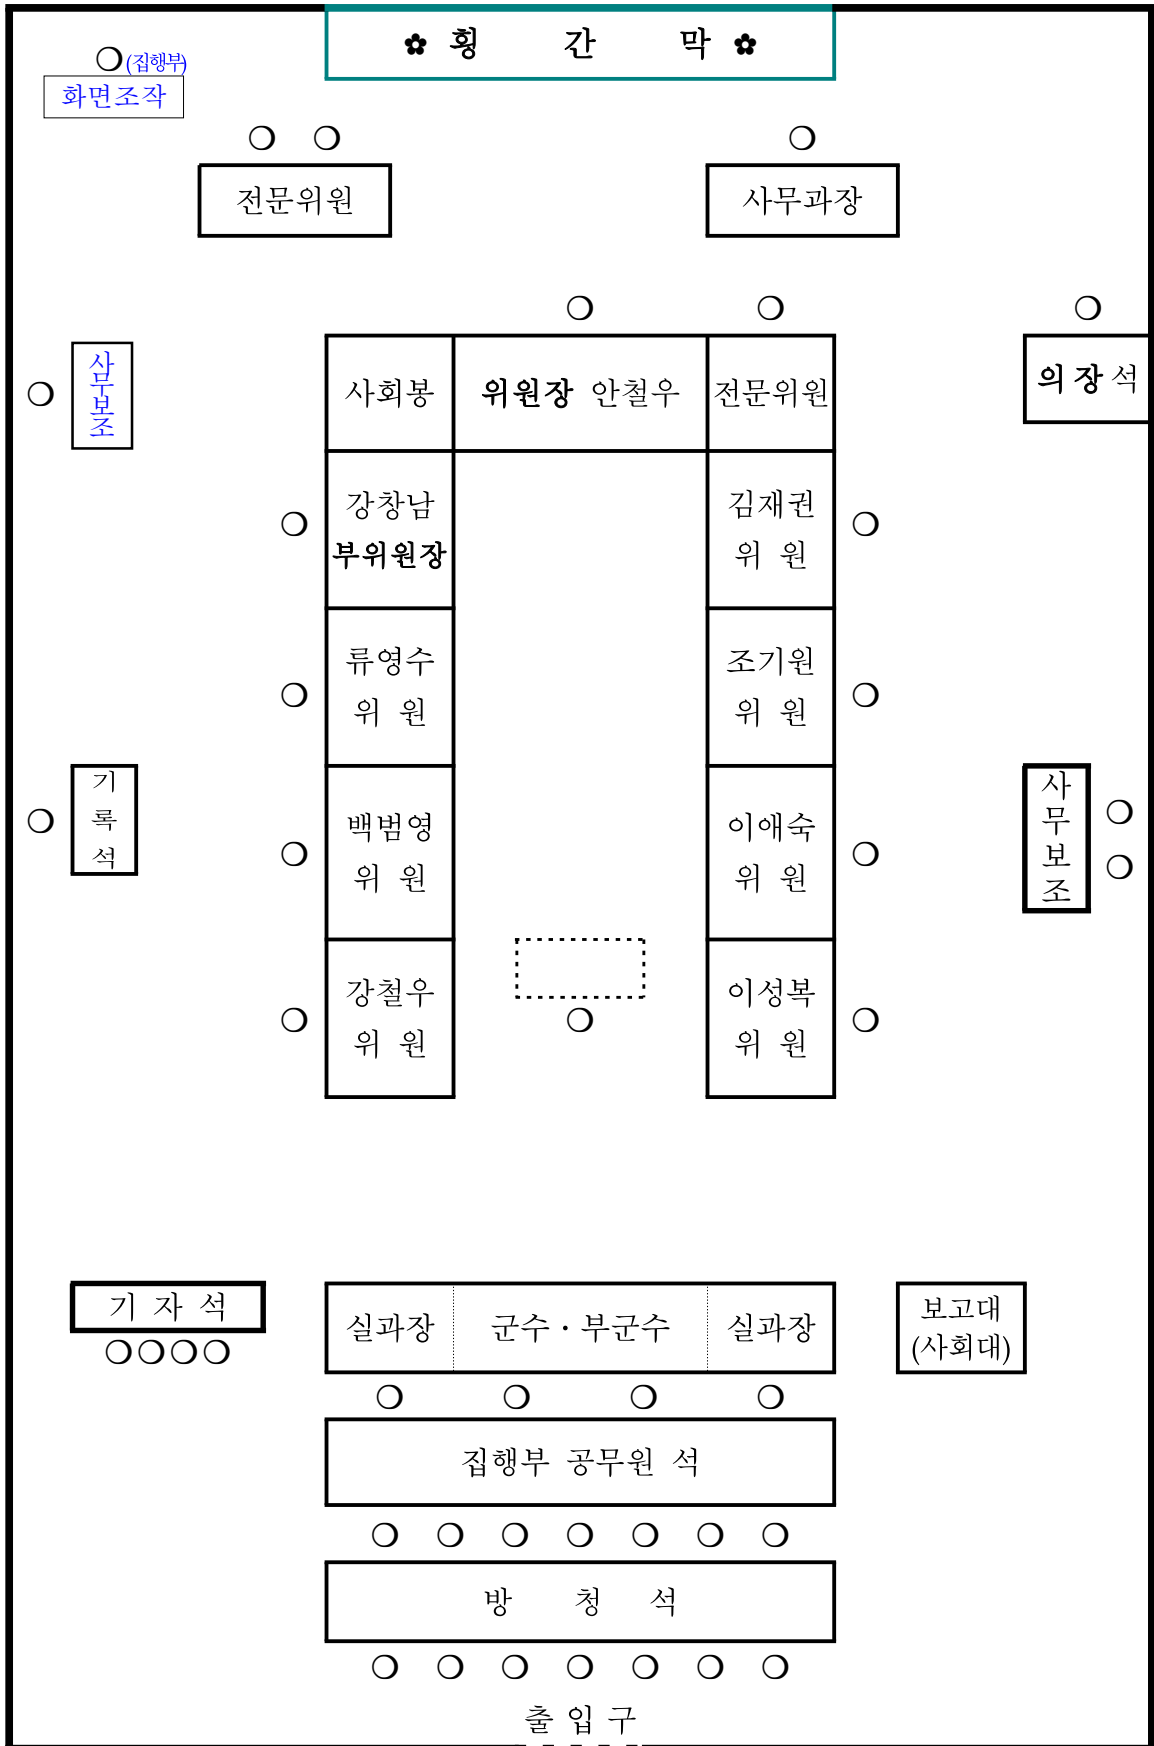 ✿ 횡 간 막 ✿
❍(집행부)
화면조작
❍ ❍ ❍
전문위원 사무과장
❍ ❍ ❍
❍ 사무보조 사회봉 위원장 안철우 전문위원 의 장 석
❍ 강창남 김재권 ❍
부위원장 위 원
❍ 류영수 조기원 ❍
위 원 위 원
❍ 기록석 ❍ 백범영 이애숙 ❍ 사무보조 ❍
위 원 위 원 ❍
❍ 강철우 ❍ 이성복 ❍
위 원 위 원
기 자 석 실과장 군수 · 부군수 실과장 보고대
❍❍❍❍ (사회대)
❍ ❍ ❍ ❍
집행부 공무원 석
❍ ❍ ❍ ❍ ❍ ❍ ❍
방 청 석
❍ ❍ ❍ ❍ ❍ ❍ ❍
출 입 구